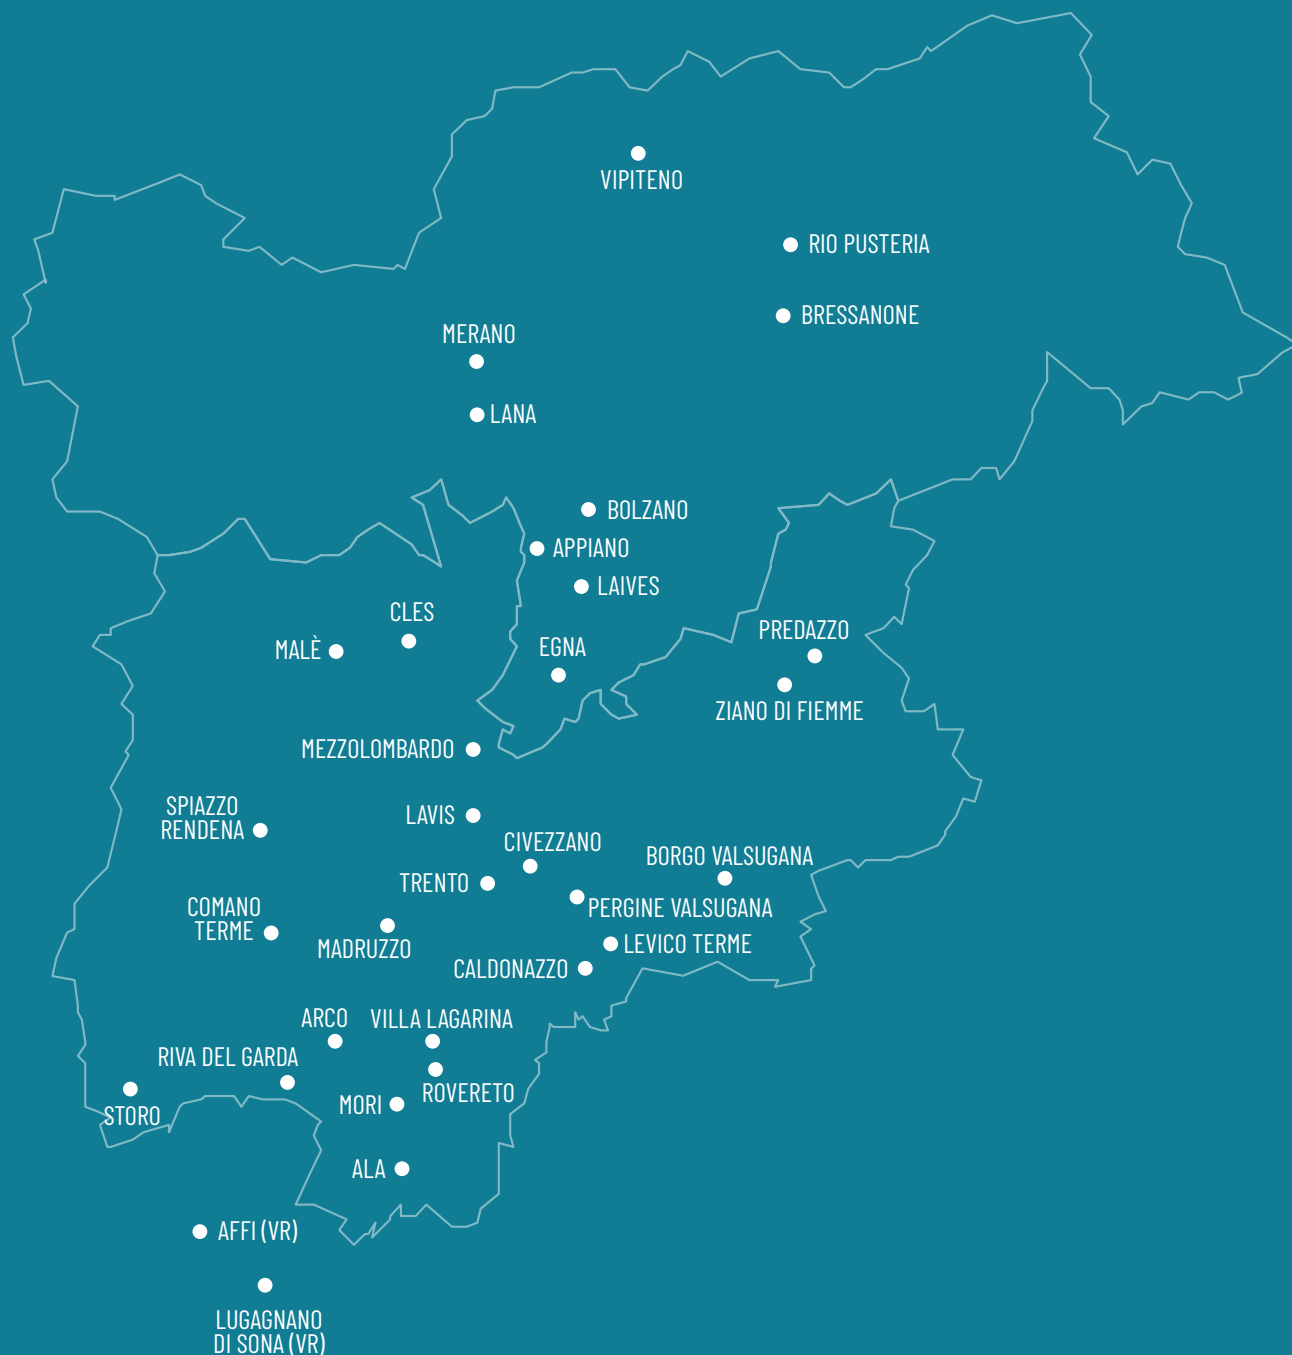 VIPITENO
RIO PUSTERIA
BRESSANONE
MERANO
LANA
BOLZANO
APPIANO
LAIVES
CLES
PREDAZZO
MALÈ
EGNA
ZIANO DI FIEMME
MEZZOLOMBARDO
SPIAZZO
RENDENA
LAVIS
CIVEZZANO
BORGO VALSUGANA
TRENTO
PERGINE VALSUGANA
COMANO
TERME
MADRUZZO
LEVICO TERME
CALDONAZZO
ARCO
VILLA LAGARINA
RIVA DEL GARDA
ROVERETO
MORI
STORO
ALA
AFFI (VR)
LUGAGNANO
DI SONA (VR)